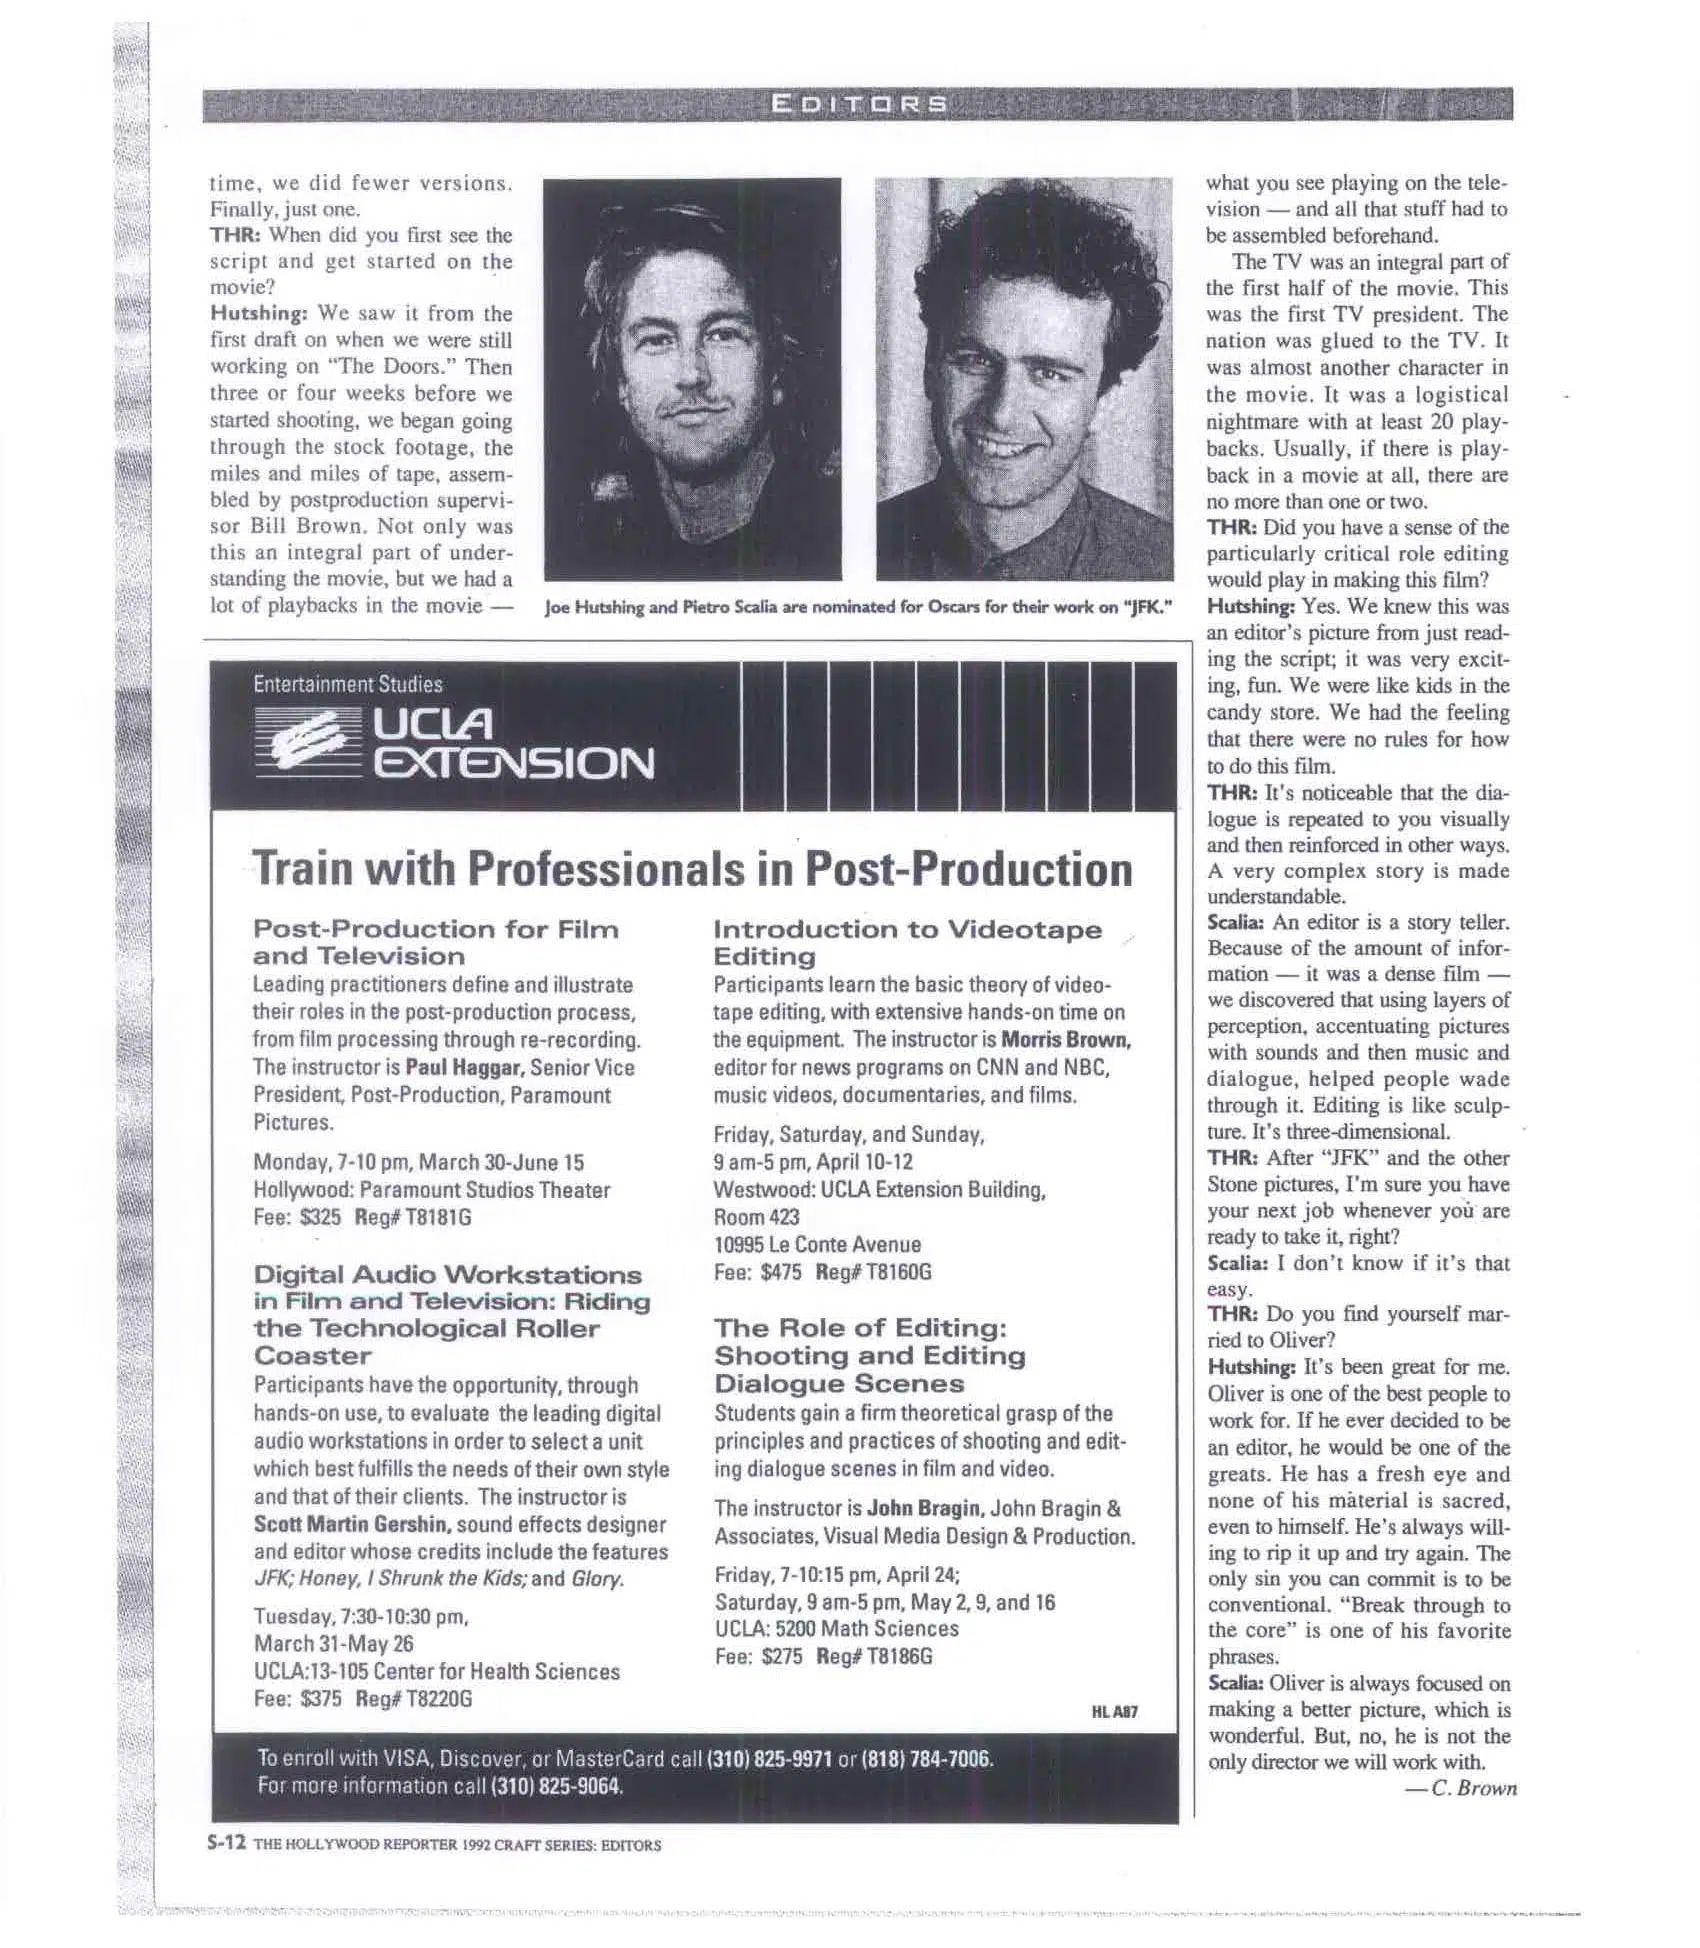 EDITORS
time, we did fewer versions.
Finally, just one.
THR: When did you first see the
script and get started on the
movie?
Hutshing: We saw it from the
first draft on when we were still
working on "The Doors." Then
three or four weeks before we
started shooting, we began going
through the stock footage, the
miles and miles of tape, assem-
bled by postproduction supervi-
sor Bill Brown. Not only was
this an integral part of under-
standing the movie, but we had a
lot of playbacks in the movie —
Joe Hutshing and Pietro Scalia are nominated for Oscars for their work on "JFK."
what you see playing on the tele-
vision — and all that stuff had to
be assembled beforehand.
The TV was an integral part of
the first half of the movie. This
was the first TV president. The
nation was glued to the TV. It
was almost another character in
the movie. It was a logistical
nightmare with at least 20 play-
backs. Usually, if there is play-
back in a movie at all, there are
no more than one or two.
THR: Did you have a sense of the
particularly critical role editing
would play in making this film?
Hutshing: Yes. We knew this was
an editor's picture from just read-
ing the script; it was very excit-
ing, fun. We were like kids in the
candy store. We had the feeling
that there were no rules for how
to do this film.
THR: It's noticeable that the dia-
logue is repeated to you visually
and then reinforced in other ways.
A very complex story is made
understandable.
Scalia: An editor is a story teller.
Because of the amount of infor-
mation — it was a dense film —
we discovered that using layers of
perception, accentuating pictures
with sounds and then music and
dialogue, helped people wade
through it. Editing is like sculp-
ture. It's three-dimensional.
THR: After "JFK" and the other
Stone pictures, I'm sure you have
your next job whenever you are
ready to take it, right?
Scalia: I don't know if it's that
easy.
THR: Do you find yourself mar-
ried to Oliver?
Hutshing: It's been great for me.
Oliver is one of the best people to
work for. If he ever decided to be
an editor, he would be one of the
greats. He has a fresh eye and
none of his material is sacred,
even to himself. He's always will-
ing to rip it up and try again. The
only sin you can commit is to be
conventional. "Break through to
the core" is one of his favorite
phrases.
Scalia: Oliver is always focused on
making a better picture, which is
wonderful. But, no, he is not the
only director we will work with.
— C. Brown
Entertainment Studies
UCLA
EXTENSION
Train with Professionals in Post-Production
Post-Production for Film
and Television
Leading practitioners define and illustrate
their roles in the post-production process,
from film processing through re-recording.
The instructor is Paul Haggar, Senior Vice
President, Post-Production, Paramount
Pictures.
Monday, 7-10 pm, March 30-June 15
Hollywood: Paramount Studios Theater
Fee: $325 Reg# T8181G
Digital Audio Workstations
in Film and Television: Riding
the Technological Roller
Coaster
Participants have the opportunity, through
hands-on use, to evaluate the leading digital
audio workstations in order to select a unit
which best fulfills the needs of their own style
and that of their clients. The instructor is
Scott Martin Gershin, sound effects designer
and editor whose credits include the features
JFK; Honey, I Shrunk the Kids; and Glory.
Tuesday, 7:30-10:30 pm,
March 31-May 26
UCLA:13-105 Center for Health Sciences
Fee: $375 Reg# T8220G
Introduction to Videotape
Editing
Participants learn the basic theory of video-
tape editing, with extensive hands-on time on
the equipment. The instructor is Morris Brown,
editor for news programs on CNN and NBC,
music videos, documentaries, and films.
Friday, Saturday, and Sunday,
9 am-5 pm, April 10-12
Westwood: UCLA Extension Building,
Room 423
10995 Le Conte Avenue
Fee: $475 Reg# T8160G
The Role of Editing:
Shooting and Editing
Dialogue Scenes
Students gain a firm theoretical grasp of the
principles and practices of shooting and edit-
ing dialogue scenes in film and video.
The instructor is John Bragin, John Bragin &
Associates, Visual Media Design & Production.
Friday, 7-10:15 pm, April 24;
Saturday, 9 am-5 pm, May 2, 9, and 16
UCLA: 5200 Math Sciences
Fee: $275 Reg# T8186G
HL A87
To enroll with VISA, Discover, or MasterCard call (310) 825-9971 or (818) 784-7006.
For more information call (310) 825-9064.
S-12 THE HOLLYWOOD REPORTER 1992 CRAFT SERIES: EDITORS